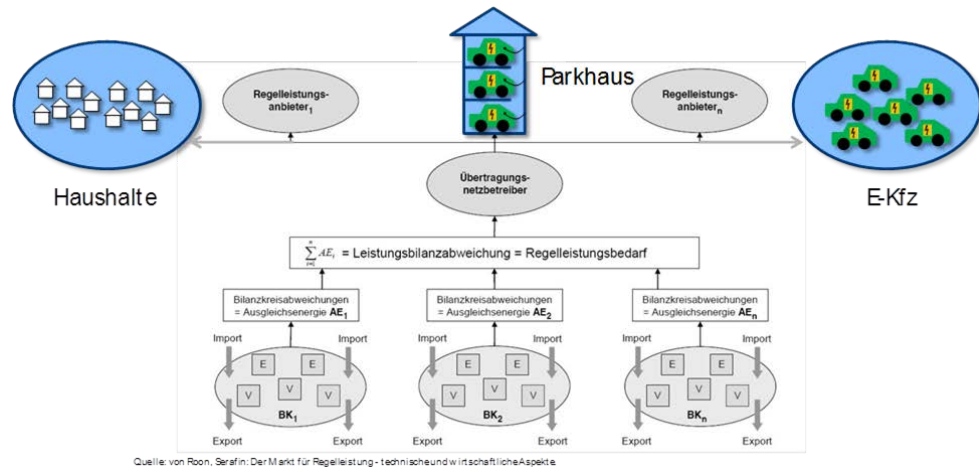 Parkhaus
Regelleistungs-
anbieter1
Regelleistungs-
anbietern
Haushalte
E-Kfz
Übertragungs-
netzbetreiber
∑ AEi = Leistungsbilanzabweichung = Regelleistungsbedarf
Bilanzkreisabweichungen
= Ausgleichsenergie AE1
Bilanzkreisabweichungen
= Ausgleichsenergie AE2
Bilanzkreisabweichungen
= Ausgleichsenergie AEn
Import Import Import Import Import Import
E E E E E E
V V V V V V V V V
BK1 BK2 BKn
Export Export Export Export Export Export
Quelle: von Roon, Serafin: Der Markt für Regelleistung - technische und wirtschaftliche Aspekte.